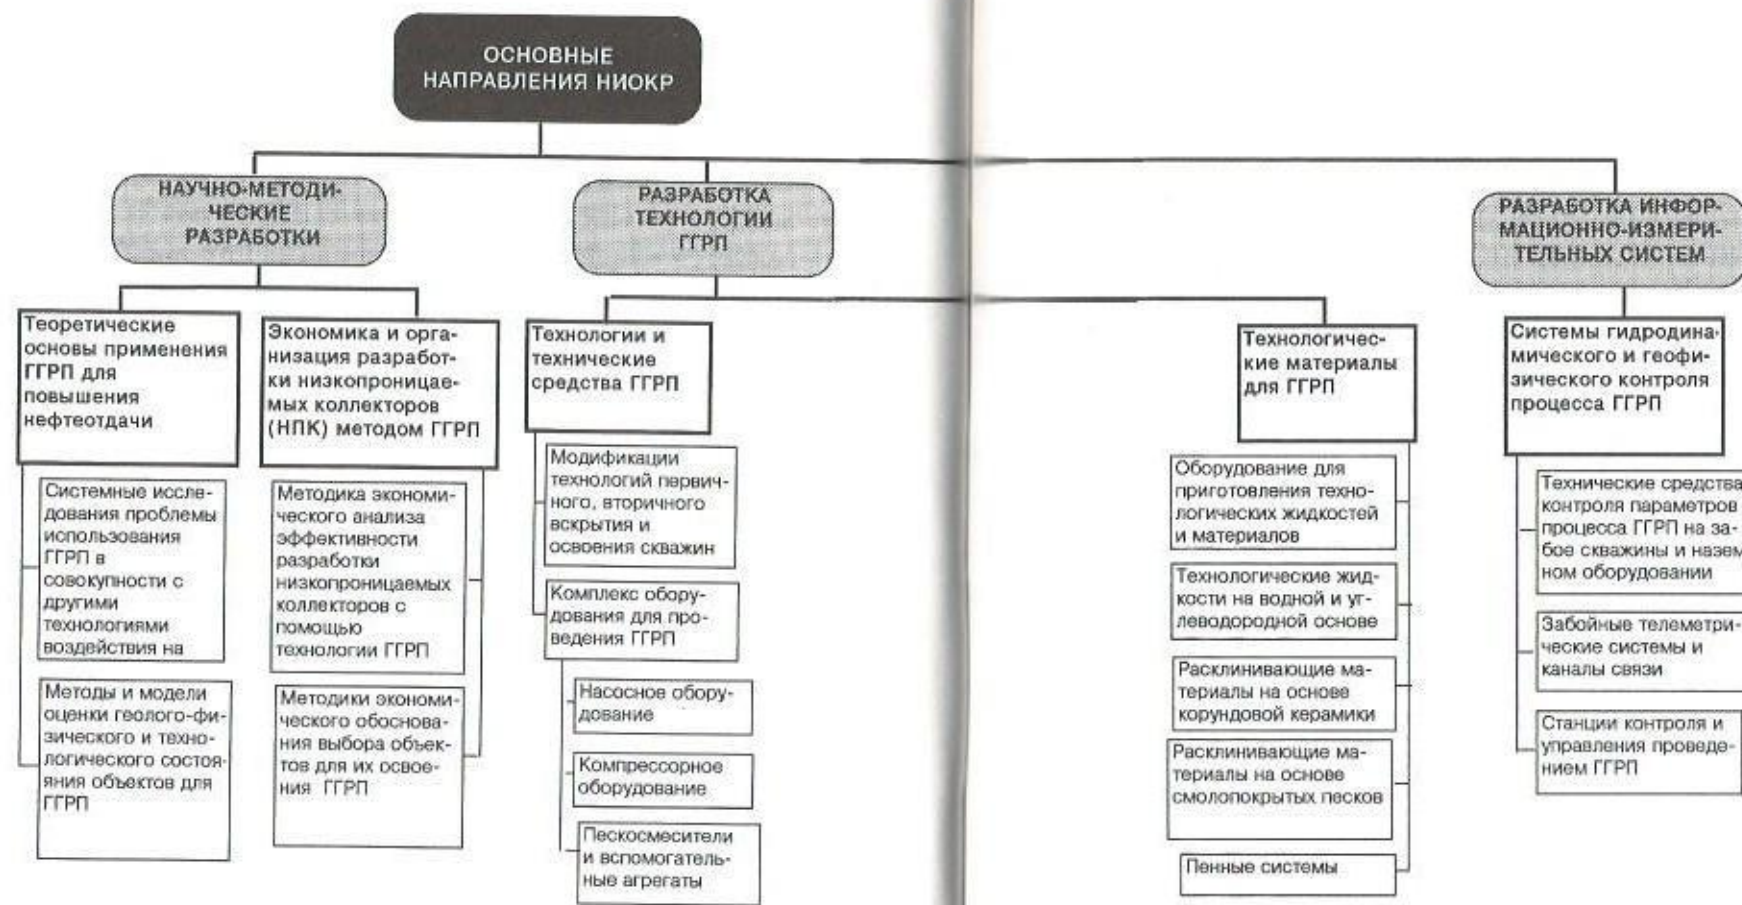 ОСНОВНЫЕ
НАПРАВЛЕНИЯ НИОКР
НАУЧНО-МЕТОДИ-
ЧЕСКИЕ
РАЗРАБОТКИ
РАЗРАБОТКА
ТЕХНОЛОГИИ
ГГРП
РАЗРАБОТКА ИНФОР-
МАЦИОННО-ИЗМЕРИ-
ТЕЛЬНЫХ СИСТЕМ
Теоретические
основы применения
ГГРП для
повышения
нефтеотдачи
Экономика и орга-
низация разработ-
ки низкопроницае-
мых коллекторов
(НПК) методом ГГРП
Технологии и
технические
средства ГГРП
Технологичес-
кие материалы
для ГГРП
Системы гидродина-
мического и геофи-
зического контроля
процесса ГГРП
Системные иссле-
дования проблемы
использования
ГГРП в
совокупности с
другими
технологиями
воздействия на
Методы и модели
оценки геолого-фи-
зического и техно-
логического состоя-
яния объектов для
ГГРП
Методика экономи-
ческого анализа
эффективности
разработки
низкопроницаемых
коллекторов с
помощью
технологии ГГРП
Методики экономи-
ческого обоснова-
ния выбора объек-
тов для их освое-
ния ГГРП
Модификации
технологий первич-
ного, вторичного
вскрытия и
освоения скважин
Комплекс обору-
дования для про-
ведения ГГРП
Насосное обору-
дование
Компрессорное
оборудование
Пескосмесители
и вспомогатель-
ные агрегаты
Оборудование для
приготовления техно-
логических жидкостей
и материалов
Технологические жид-
кости на водной и уг-
леводородной основе
Расклинивающие ма-
териалы на основе
корундовой керамики
Расклинивающие ма-
териалы на основе
смолопокрытых песков
Пенные системы
Технические средства
контроля параметров
процесса ГГРП на за-
бое скважины и назем
ном оборудовании
Забойные телеметри-
ческие системы и
каналы связи
Станции контроля и
управления проведе-
нием ГГРП